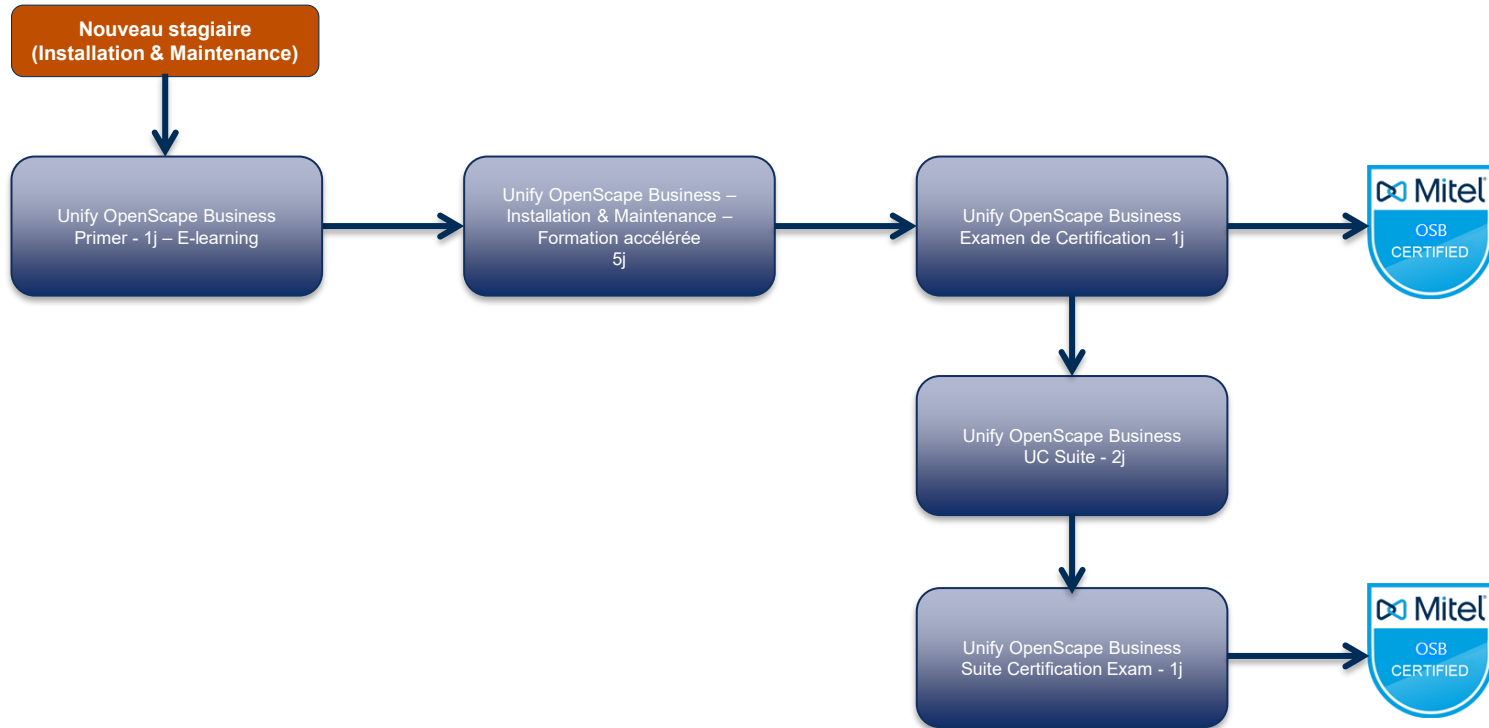 Nouveau stagiaire
(Installation & Maintenance)
Unify OpenScape Business
Primer - 1j – E-learning
Unify OpenScape Business –
Installation & Maintenance –
Formation accélérée
5j
Unify OpenScape Business
Examen de Certification – 1j
Mitel
OSB
CERTIFIED
Unify OpenScape Business
UC Suite - 2j
Unify OpenScape Business
Suite Certification Exam - 1j
Mitel
OSB
CERTIFIED